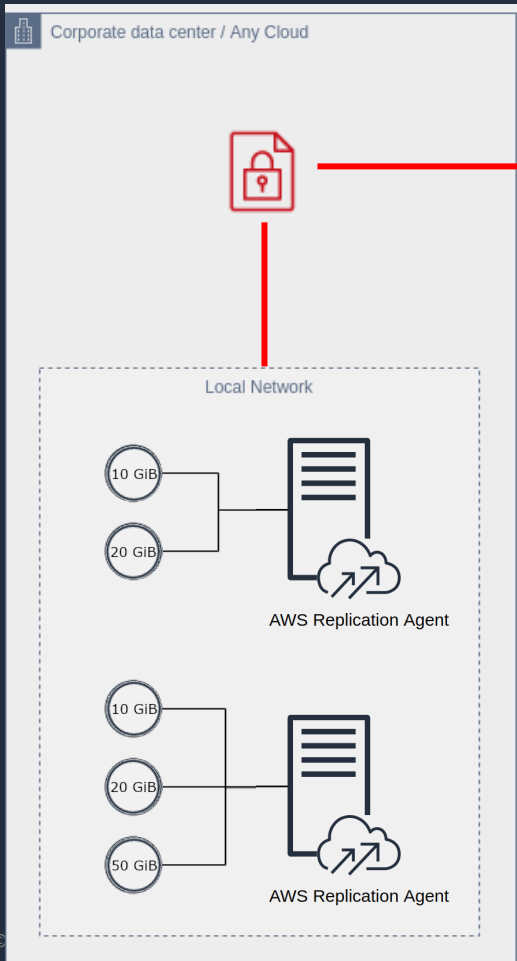 Corporate data center / Any Cloud
Local Network
10 GiB
20 GiB
AWS Replication Agent
10 GiB
20 GiB
50 GiB
AWS Replication Agent
©